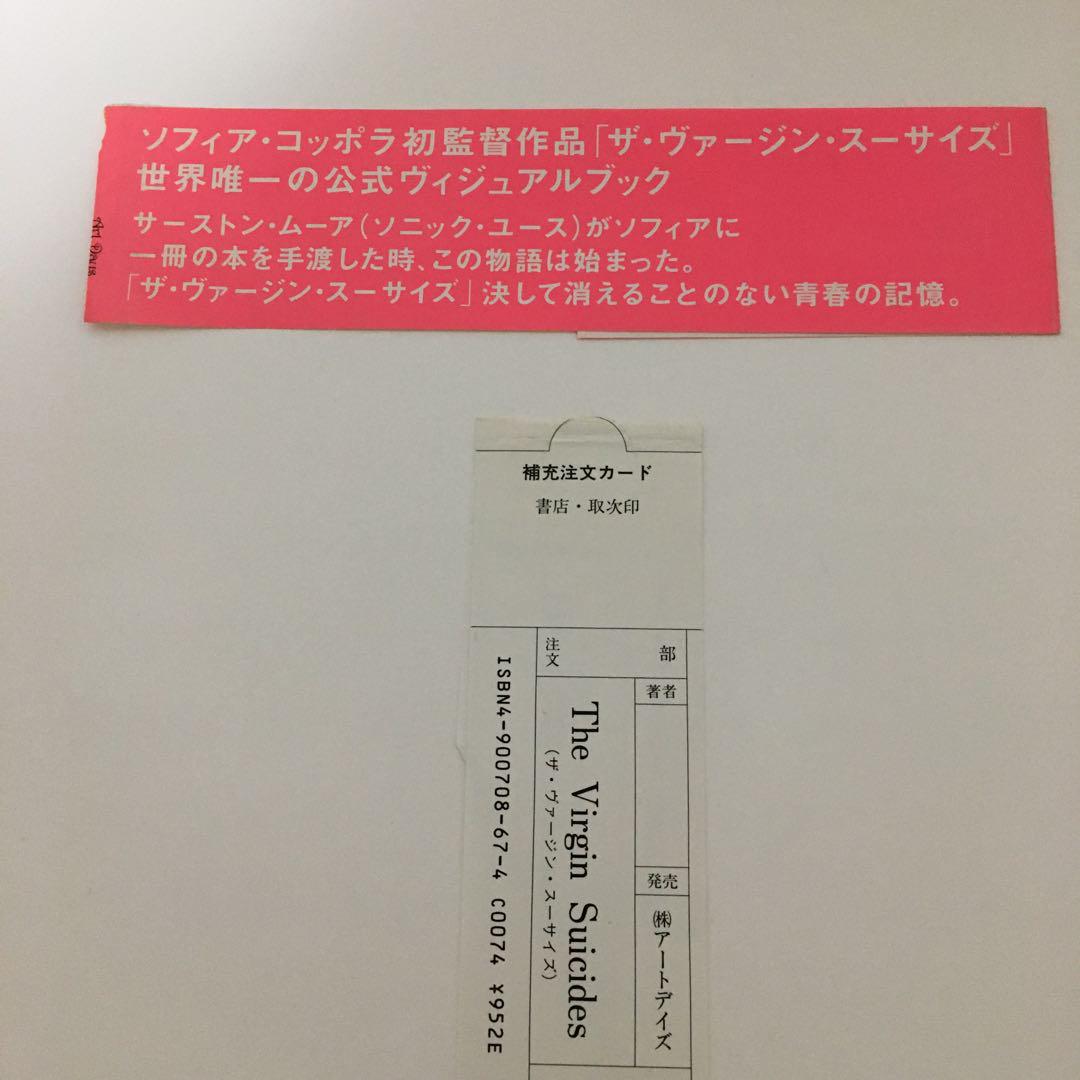 ソフィア・コッポラ初監督作品「ザ・ヴァージン・スーサイズ」
世界唯一の公式ヴィジュアルブック
サーストン・ムーア(ソニック・ユース)がソフィアに
一冊の本を手渡した時、この物語は始まった。
「ザ・ヴァージン・スーサイズ」決して消えることのない青春の記憶。
補充注文カード
書店・取次印
注文
部
著者
The Virgin Suicides
(ザ・ヴァージン・スーサイズ)
発売
㈱アートデイズ
ISBN4-900708-67-4 C0074 ¥952E